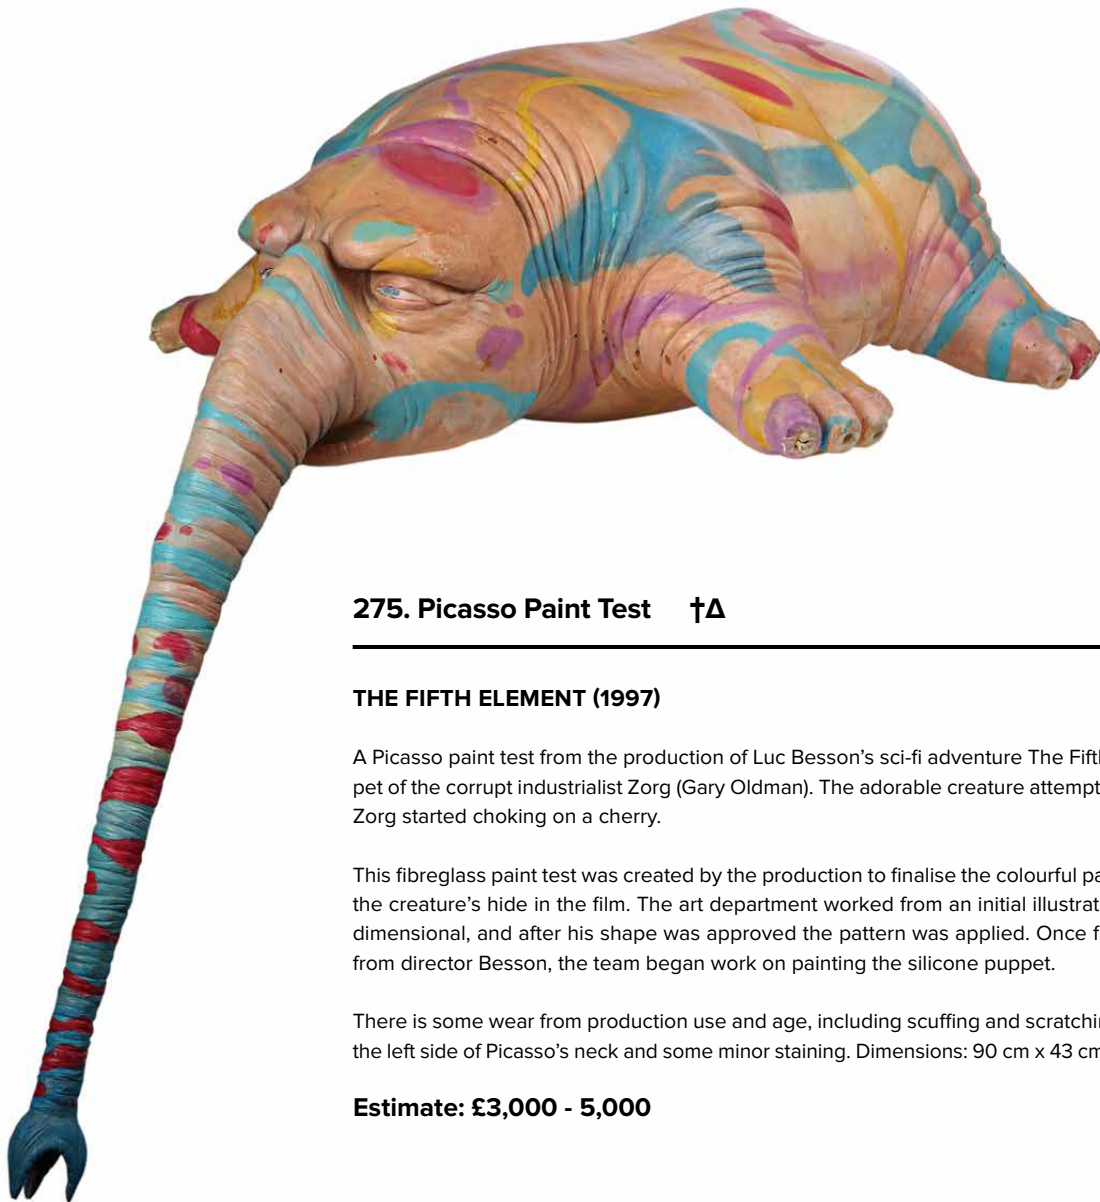 275. Picasso Paint Test †Δ
THE FIFTH ELEMENT (1997)
A Picasso paint test from the production of Luc Besson’s sci-fi adventure The Fifth
pet of the corrupt industrialist Zorg (Gary Oldman). The adorable creature attempt
Zorg started choking on a cherry.
This fibreglass paint test was created by the production to finalise the colourful pa
the creature’s hide in the film. The art department worked from an initial illustrat
dimensional, and after his shape was approved the pattern was applied. Once f
from director Besson, the team began work on painting the silicone puppet.
There is some wear from production use and age, including scuffing and scratchin
the left side of Picasso’s neck and some minor staining. Dimensions: 90 cm x 43 cm
Estimate: £3,000 - 5,000